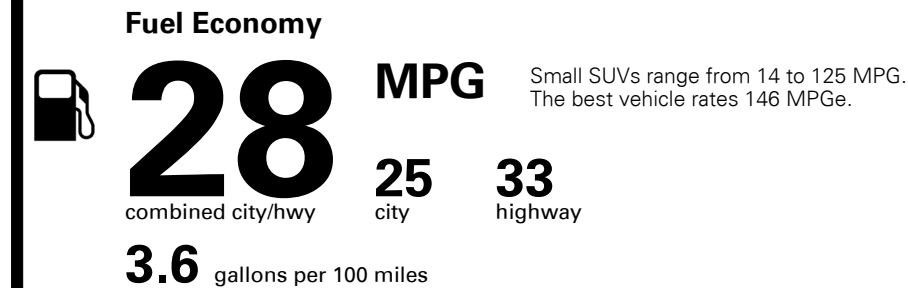 Fuel Economy
28
MPG
Small SUVs range from 14 to 125 MPG.
The best vehicle rates 146 MPGe.
combined city/hwy
25
city
33
highway
3.6 gallons per 100 miles